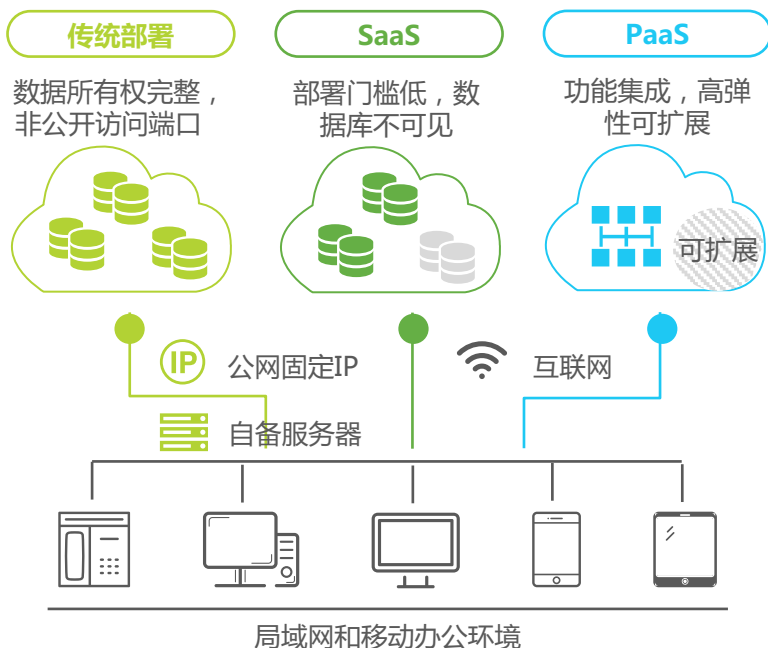 传统部署
SaaS
PaaS
数据所有权完整，
非公开访问端口
部署门槛低，数
据库不可见
功能集成，高弹
性可扩展
可扩展
IP
公网固定IP
互联网
自备服务器
局域网和移动办公环境